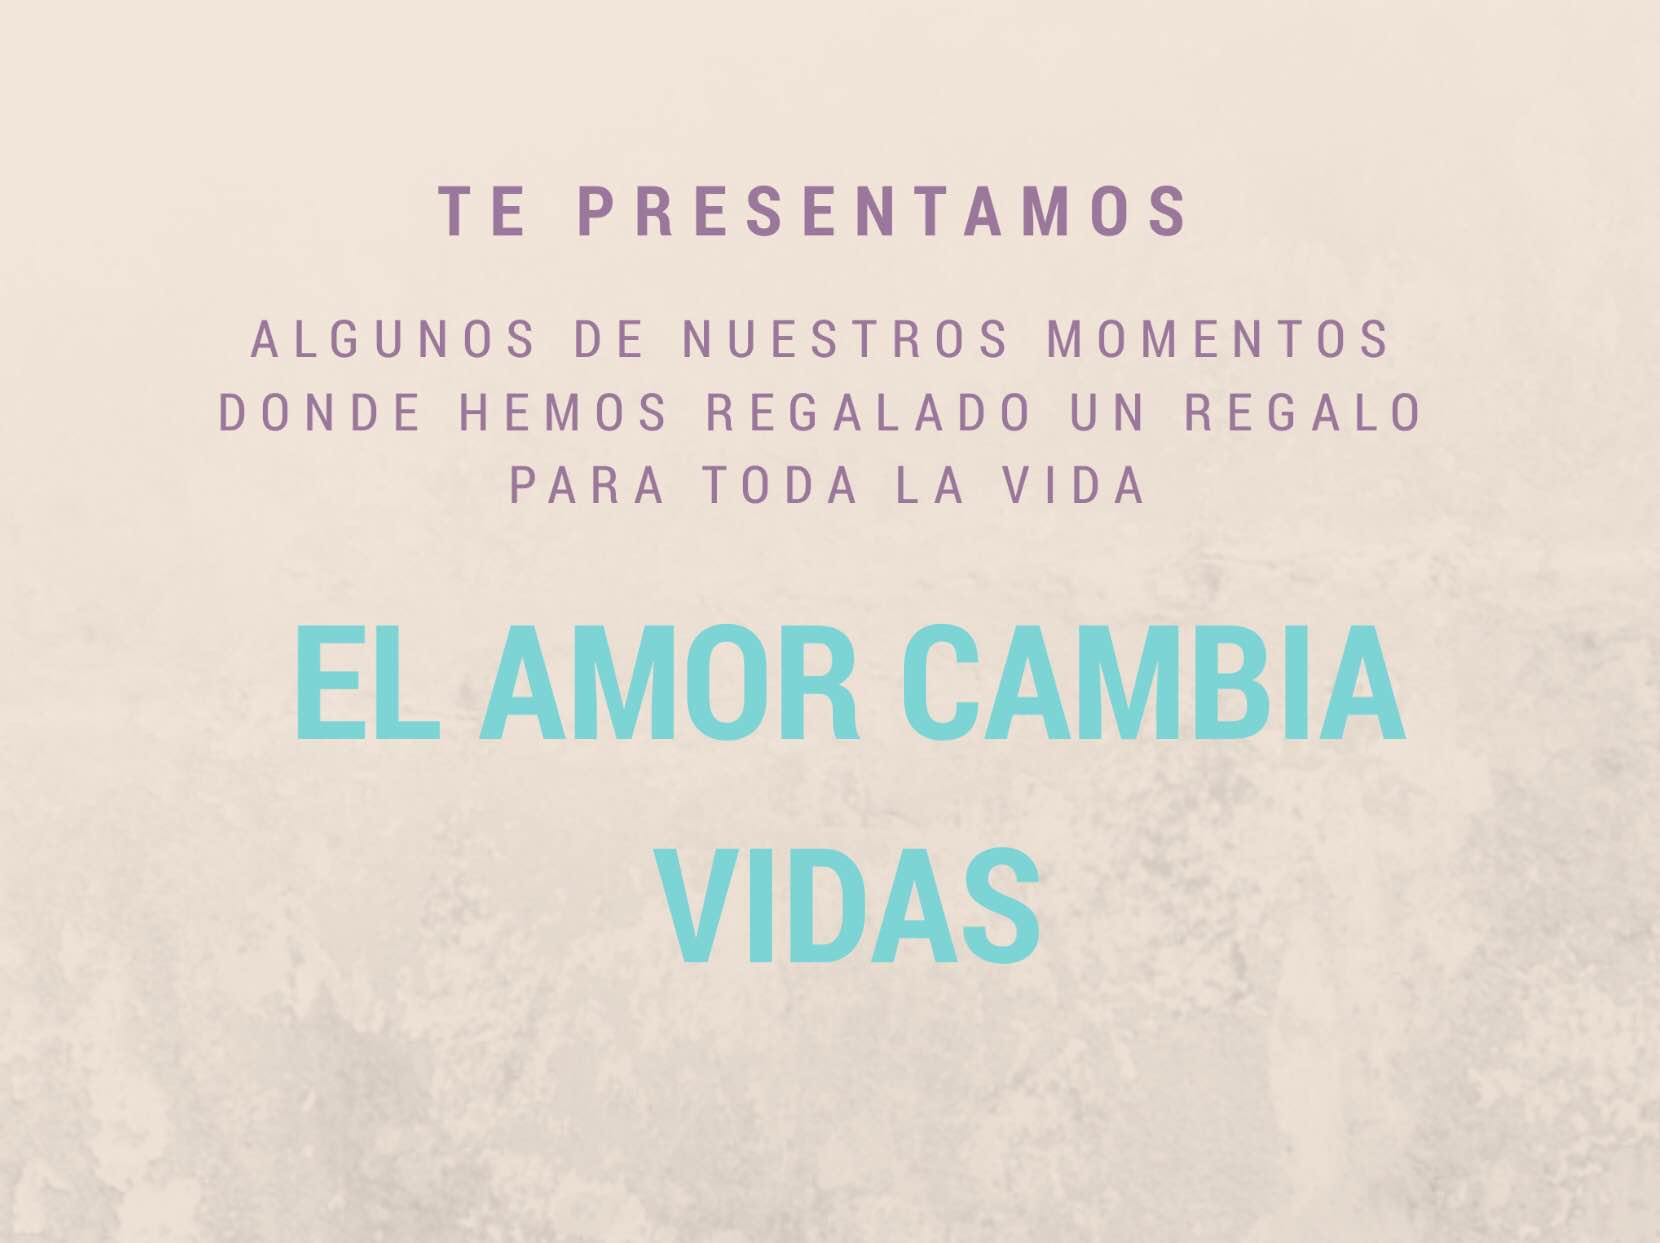 TE PRESENTAMOS
ALGUNOS DE NUESTROS MOMENTOS
DONDE HEMOS REGALADO UN REGALO
PARA TODA LA VIDA
EL AMOR CAMBIA
VIDAS